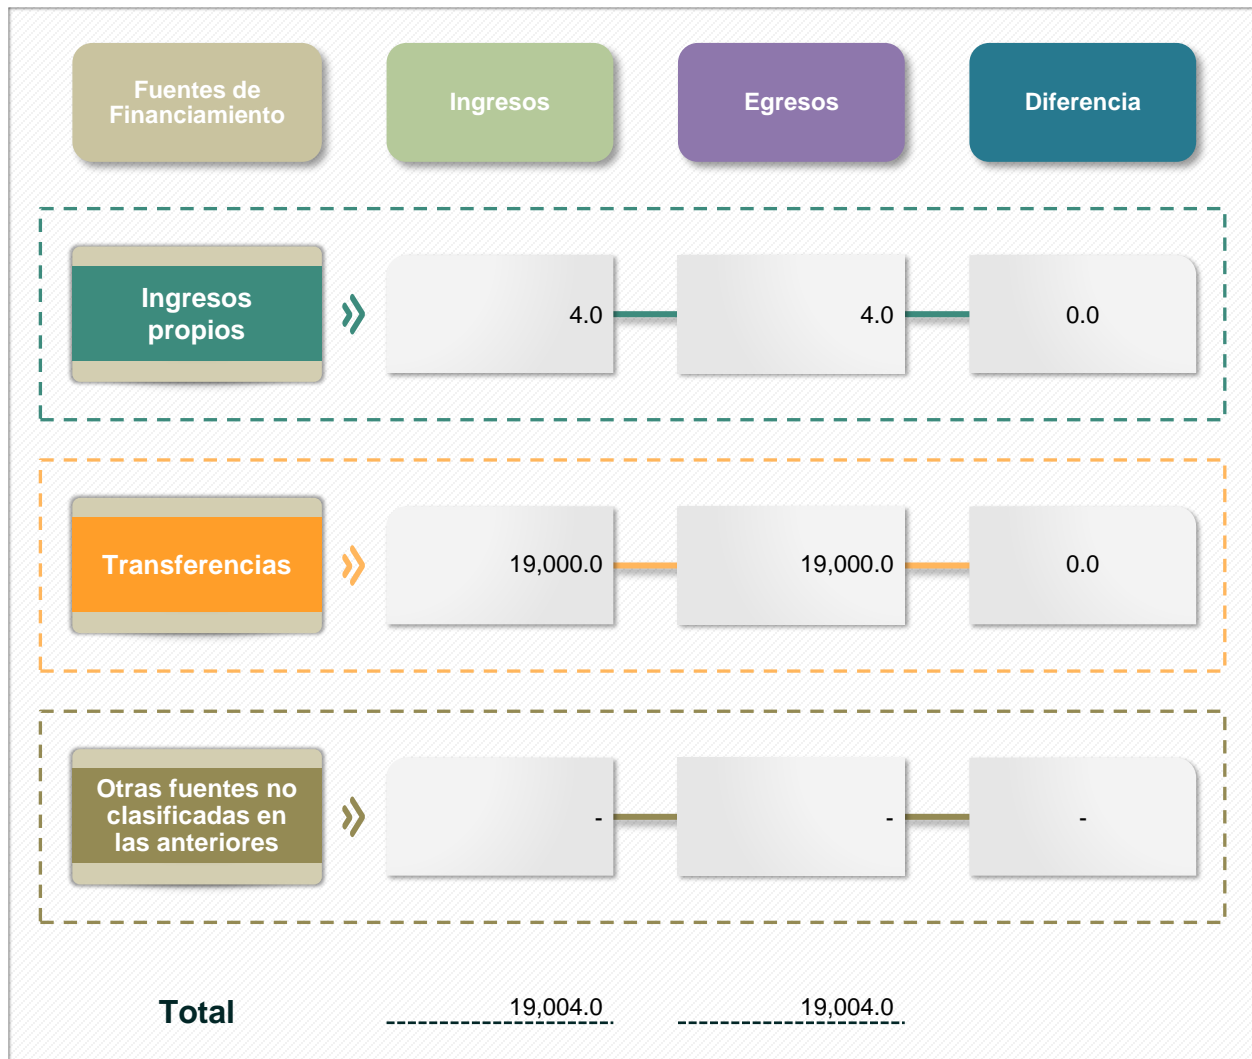 Fuentes de
Financiamiento
Ingresos
Egresos
Diferencia
Ingresos
propios
4.0
4.0
0.0
Transferencias
19,000.0
19,000.0
0.0
Otras fuentes no
clasificadas en
las anteriores
-
-
-
Total
19,004.0
19,004.0